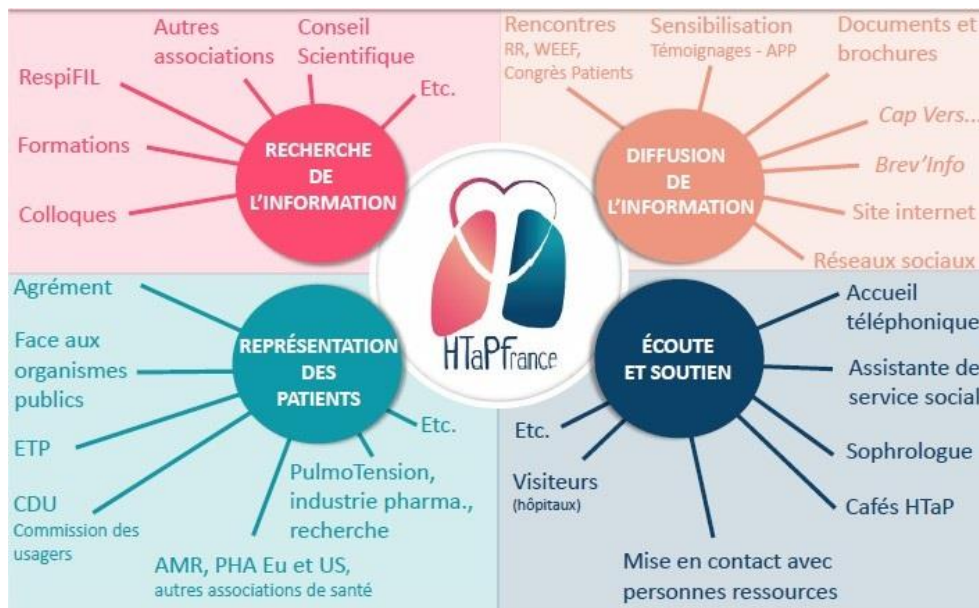 Autres
associations
Conseil
Scientifique
RespiFIL
Etc.
Formations
Colloques
RECHERCHE
DE
L'INFORMATION
Rencontres
RR, WEEF,
Congrès Patients
Sensibilisation
Témoignages - APP
Documents et
brochures
Cap Vers...
Brev'Info
Site internet
Réseaux sociaux
DIFFUSION
DE
L'INFORMATION
HTaPFrance
Agrément
Face aux
organismes
publics
ETP
CDU
Commission des
usagers
AMR, PHA Eu et US,
autres associations de santé
PulmoTension,
industrie pharma.,
recherche
Etc.
REPRÉSENTATION
DES
PATIENTS
ÉCOUTE
ET SOUTIEN
Accueil
téléphonique
Assistante de
service social
Sophrologue
Cafés HTaP
Mise en contact avec
personnes ressources
Visiteurs
(hôpitaux)
Etc.